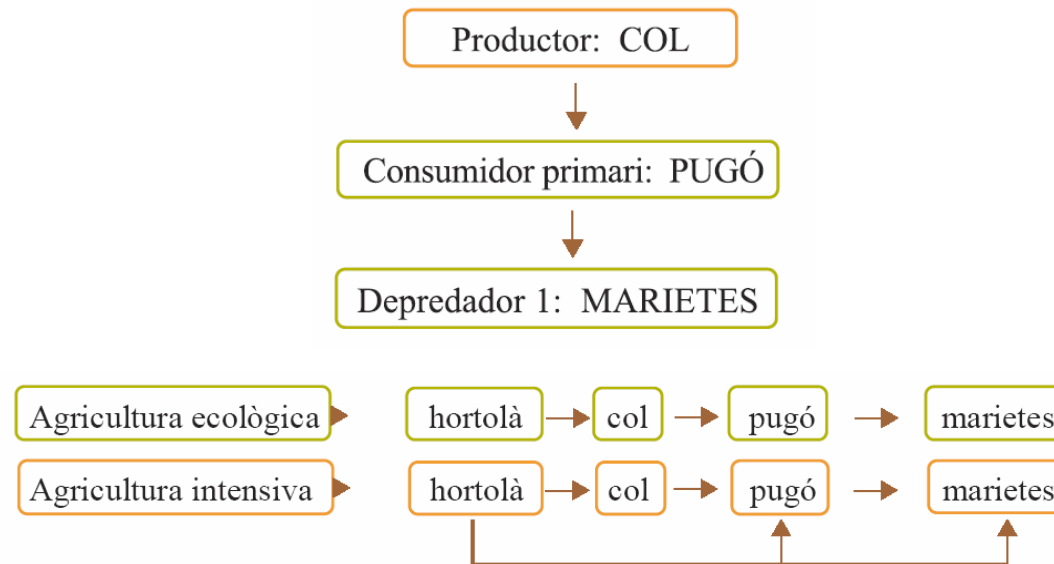 Productor: COL
Consumidor primari: PUGÓ
Depredador 1: MARIETES
Agricultura ecològica hortolà col pugó marietes
Agricultura intensiva hortolà col pugó marietes